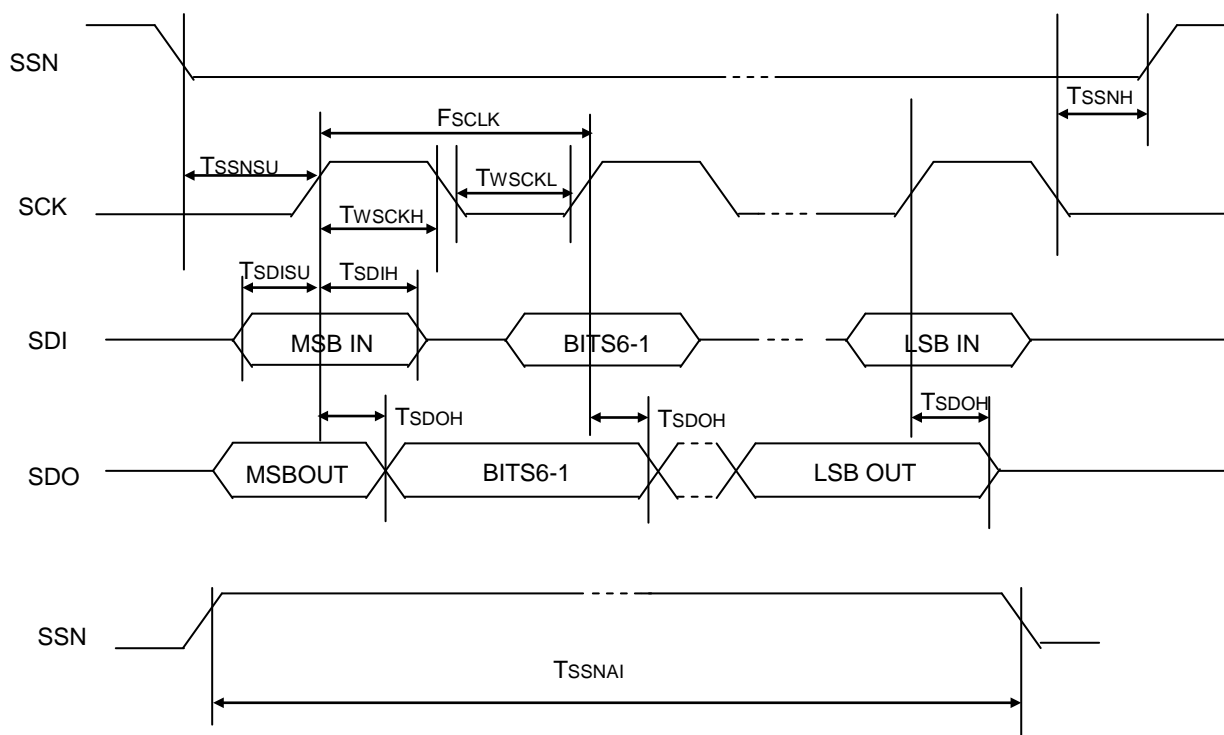 SSN
TSSNH
FSCLK
TSSNSU
TWSCKL
SCK
TWSCKH
TSDISU
TSDIH
SDI
MSB IN
BITS6-1
LSB IN
TSDOH
TSDOH
TSDOH
SDO
MSBOUT
BITS6-1
LSB OUT
SSN
TSSNAI